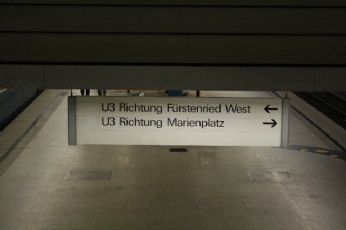 U3 Richtung Fürstenried West ←
U3 Richtung Marienplatz →